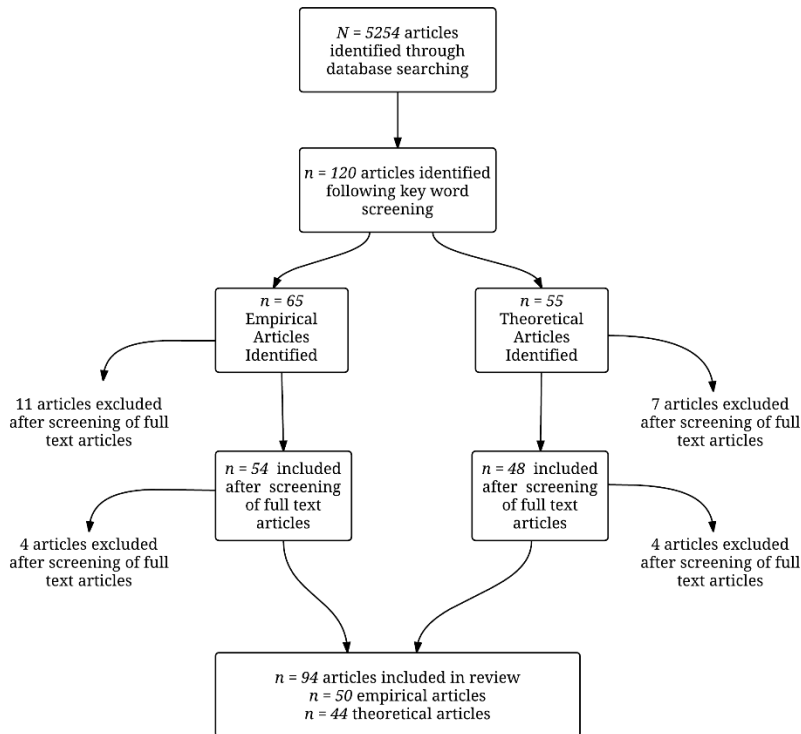 N = 5254 articles
identified through
database searching
n = 120 articles identified
following key word
screening
n = 65
Empirical
Articles
Identified
n = 55
Theoretical
Articles
Identified
11 articles excluded
after screening of full
text articles
7 articles excluded
after screening of full
text articles
n = 54 included
after screening
of full text
articles
n = 48 included
after screening
of full text
articles
4 articles excluded
after screening of full
text articles
4 articles excluded
after screening of full
text articles
n = 94 articles included in review
n = 50 empirical articles
n = 44 theoretical articles